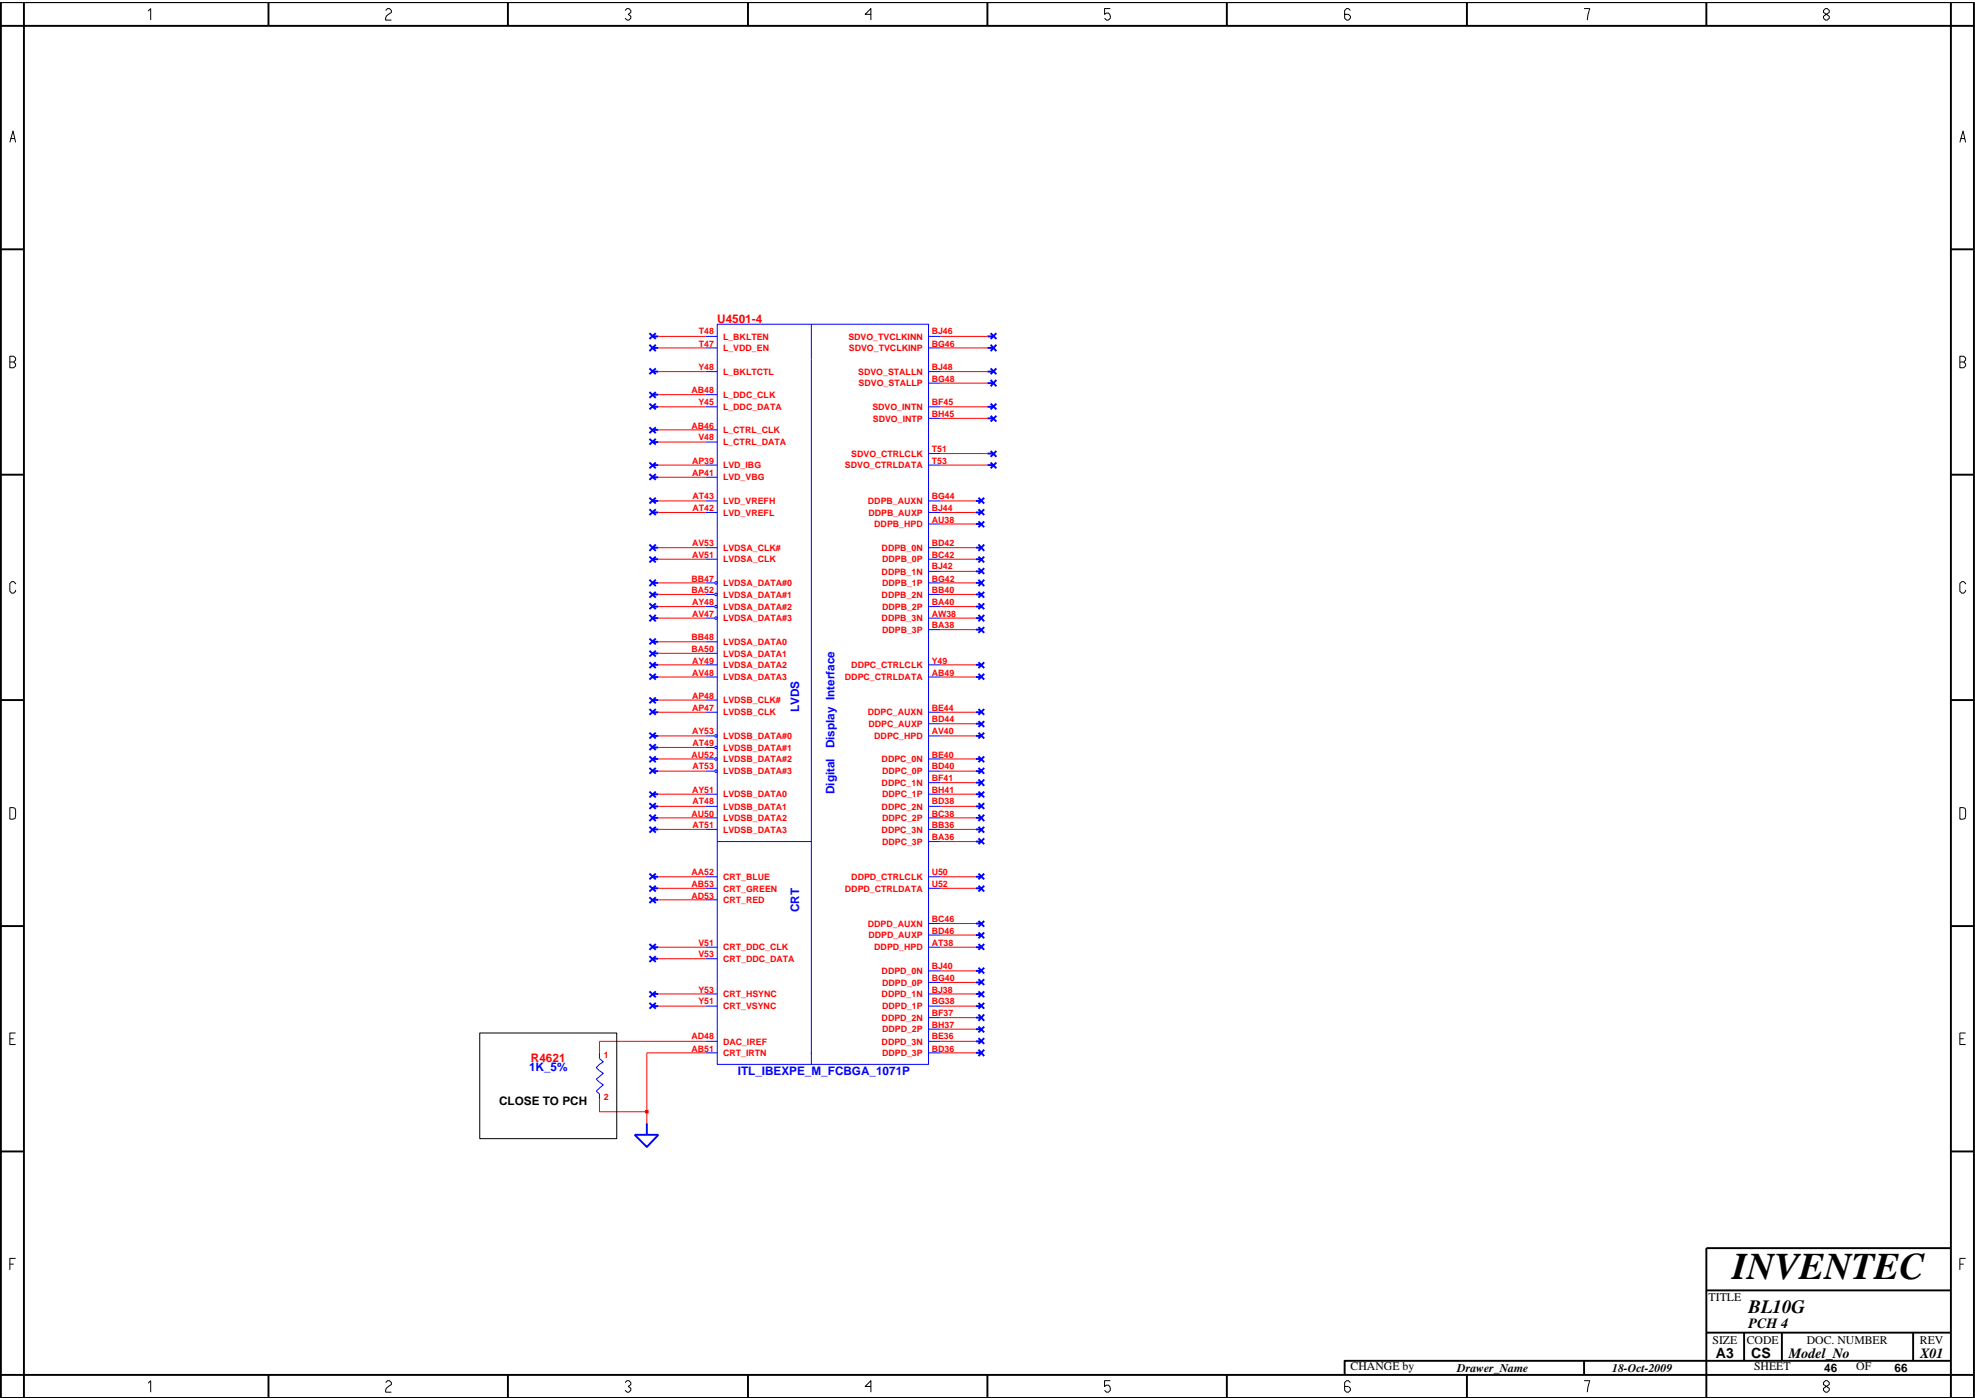 1 2 3 4 5 6 7 8
A A
B B
C C
D D
E E
F F
U4501-4
T48 L_BKLTEN
T47 L_VDD_EN
Y48 L_BKLTCTL
AB48 L_DDC_CLK
Y45 L_DDC_DATA
AB46 L_CTRL_CLK
V48 L_CTRL_DATA
AP39 LVD_IBG
AP41 LVD_VBG
AT43 LVD_VREFH
AT42 LVD_VREFL
AV53 LVDSA_CLK#
AV51 LVDSA_CLK
BB47 LVDSA_DATA#0
BA52 LVDSA_DATA#1
AY48 LVDSA_DATA#2
AV47 LVDSA_DATA#3
BB48 LVDSA_DATA0
BA50 LVDSA_DATA1
AY49 LVDSA_DATA2
AV48 LVDSA_DATA3
AP48 LVDSB_CLK#
AP47 LVDSB_CLK
AY53 LVDSB_DATA#0
AT49 LVDSB_DATA#1
AU52 LVDSB_DATA#2
AT53 LVDSB_DATA#3
AY51 LVDSB_DATA0
AT48 LVDSB_DATA1
AU50 LVDSB_DATA2
AT51 LVDSB_DATA3
LVDS
AA52 CRT_BLUE
AB53 CRT_GREEN
AD53 CRT_RED
V51 CRT_DDC_CLK
V53 CRT_DDC_DATA
Y53 CRT_HSYNC
Y51 CRT_VSYNC
AD48 DAC_IREF
AB51 CRT_IRTN
CRT
Digital Display Interface
SDVO_TVCLKINN BJ46
SDVO_TVCLKINP BG46
SDVO_STALLN BJ48
SDVO_STALLP BG48
SDVO_INTN BF45
SDVO_INTP BH45
SDVO_CTRLCLK T51
SDVO_CTRLDATA T53
DDPB_AUXN BG44
DDPB_AUXP BJ44
DDPB_HPD AU38
DDPB_0N BD42
DDPB_0P BC42
DDPB_1N BJ42
DDPB_1P BG42
DDPB_2N BB40
DDPB_2P BA40
DDPB_3N AW38
DDPB_3P BA38
DDPC_CTRLCLK Y49
DDPC_CTRLDATA AB49
DDPC_AUXN BE44
DDPC_AUXP BD44
DDPC_HPD AV40
DDPC_0N BE40
DDPC_0P BD40
DDPC_1N BF41
DDPC_1P BH41
DDPC_2N BD38
DDPC_2P BC38
DDPC_3N BB36
DDPC_3P BA36
DDPD_CTRLCLK U50
DDPD_CTRLDATA U52
DDPD_AUXN BC46
DDPD_AUXP BD46
DDPD_HPD AT38
DDPD_0N BJ40
DDPD_0P BG40
DDPD_1N BJ38
DDPD_1P BG38
DDPD_2N BF37
DDPD_2P BH37
DDPD_3N BE36
DDPD_3P BD36
ITL_IBEXPE_M_FCBGA_1071P
R4621 1
1K_5%
CLOSE TO PCH 2
INVENTEC
TITLE BL10G
PCH 4
SIZE CODE DOC. NUMBER REV
A3 CS Model_No X01
CHANGE by Drawer_Name 18-Oct-2009 SHEET 46 OF 66
1 2 3 4 5 6 7 8